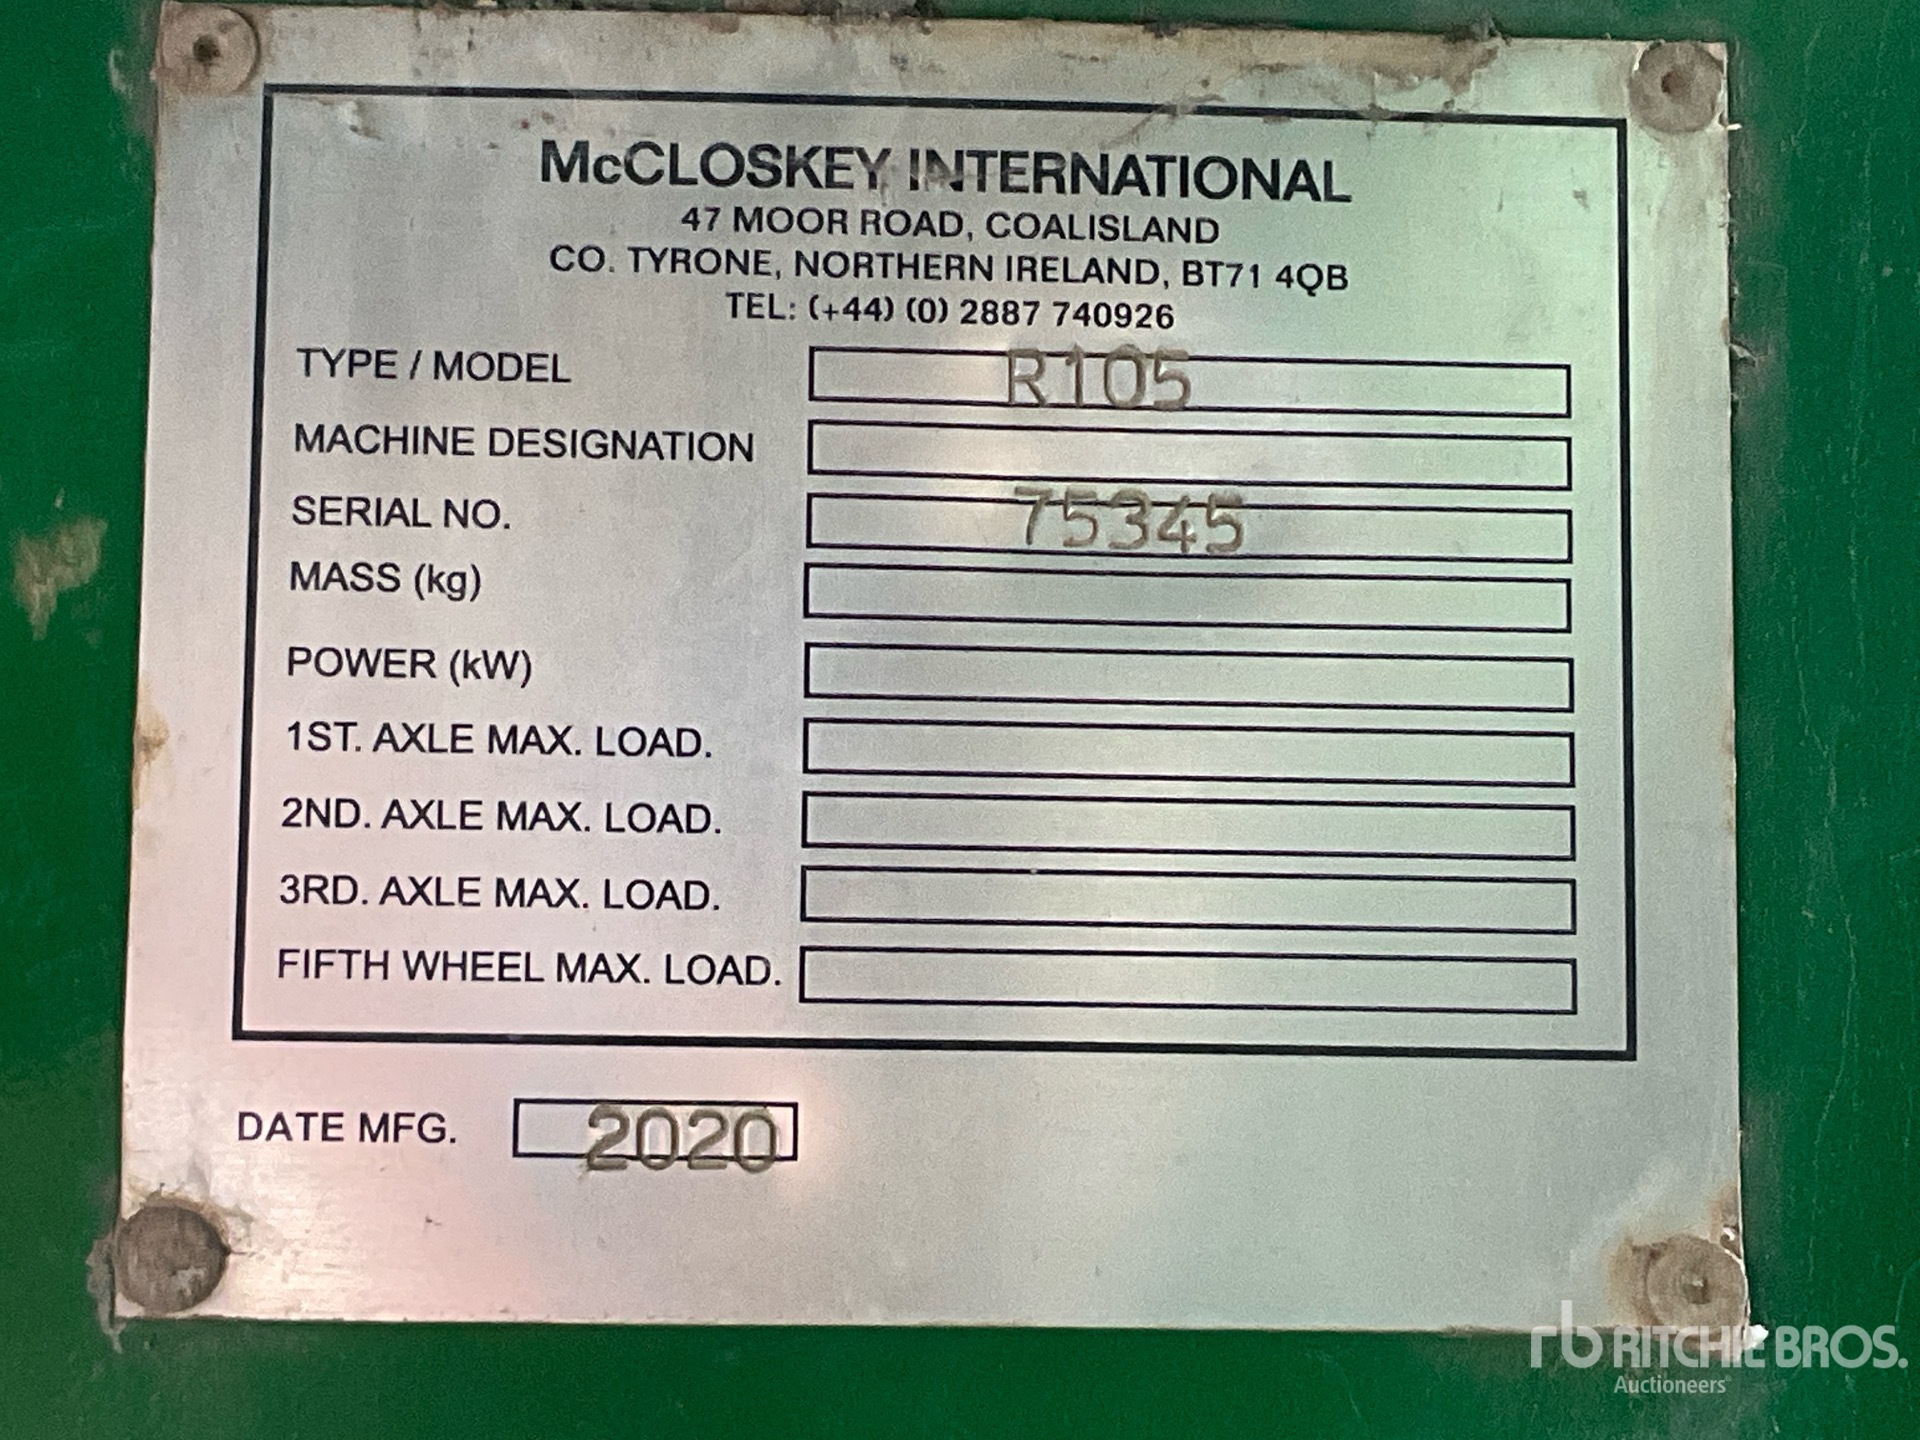 McCLOSKEY INTERNATIONAL
47 MOOR ROAD, COALISLAND
CO. TYRONE, NORTHERN IRELAND, BT71 4QB
TEL: (+44) (0) 2887 740926
TYPE / MODEL R105
MACHINE DESIGNATION
SERIAL NO. 75345
MASS (kg)
POWER (kW)
1ST. AXLE MAX. LOAD.
2ND. AXLE MAX. LOAD.
3RD. AXLE MAX. LOAD.
FIFTH WHEEL MAX. LOAD.
DATE MFG. 2020
rb RITCHIE BROS.
Auctioneers